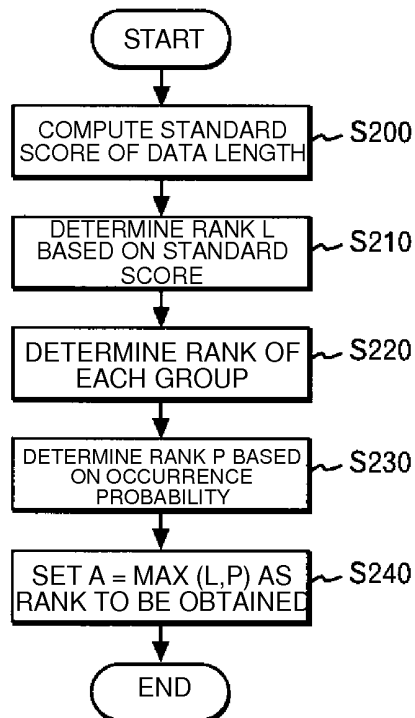 START
COMPUTE STANDARD
SCORE OF DATA LENGTH
S200
DETERMINE RANK L
BASED ON STANDARD
SCORE
S210
DETERMINE RANK OF
EACH GROUP
S220
DETERMINE RANK P BASED
ON OCCURRENCE
PROBABILITY
S230
SET A = MAX (L,P) AS
RANK TO BE OBTAINED
S240
END